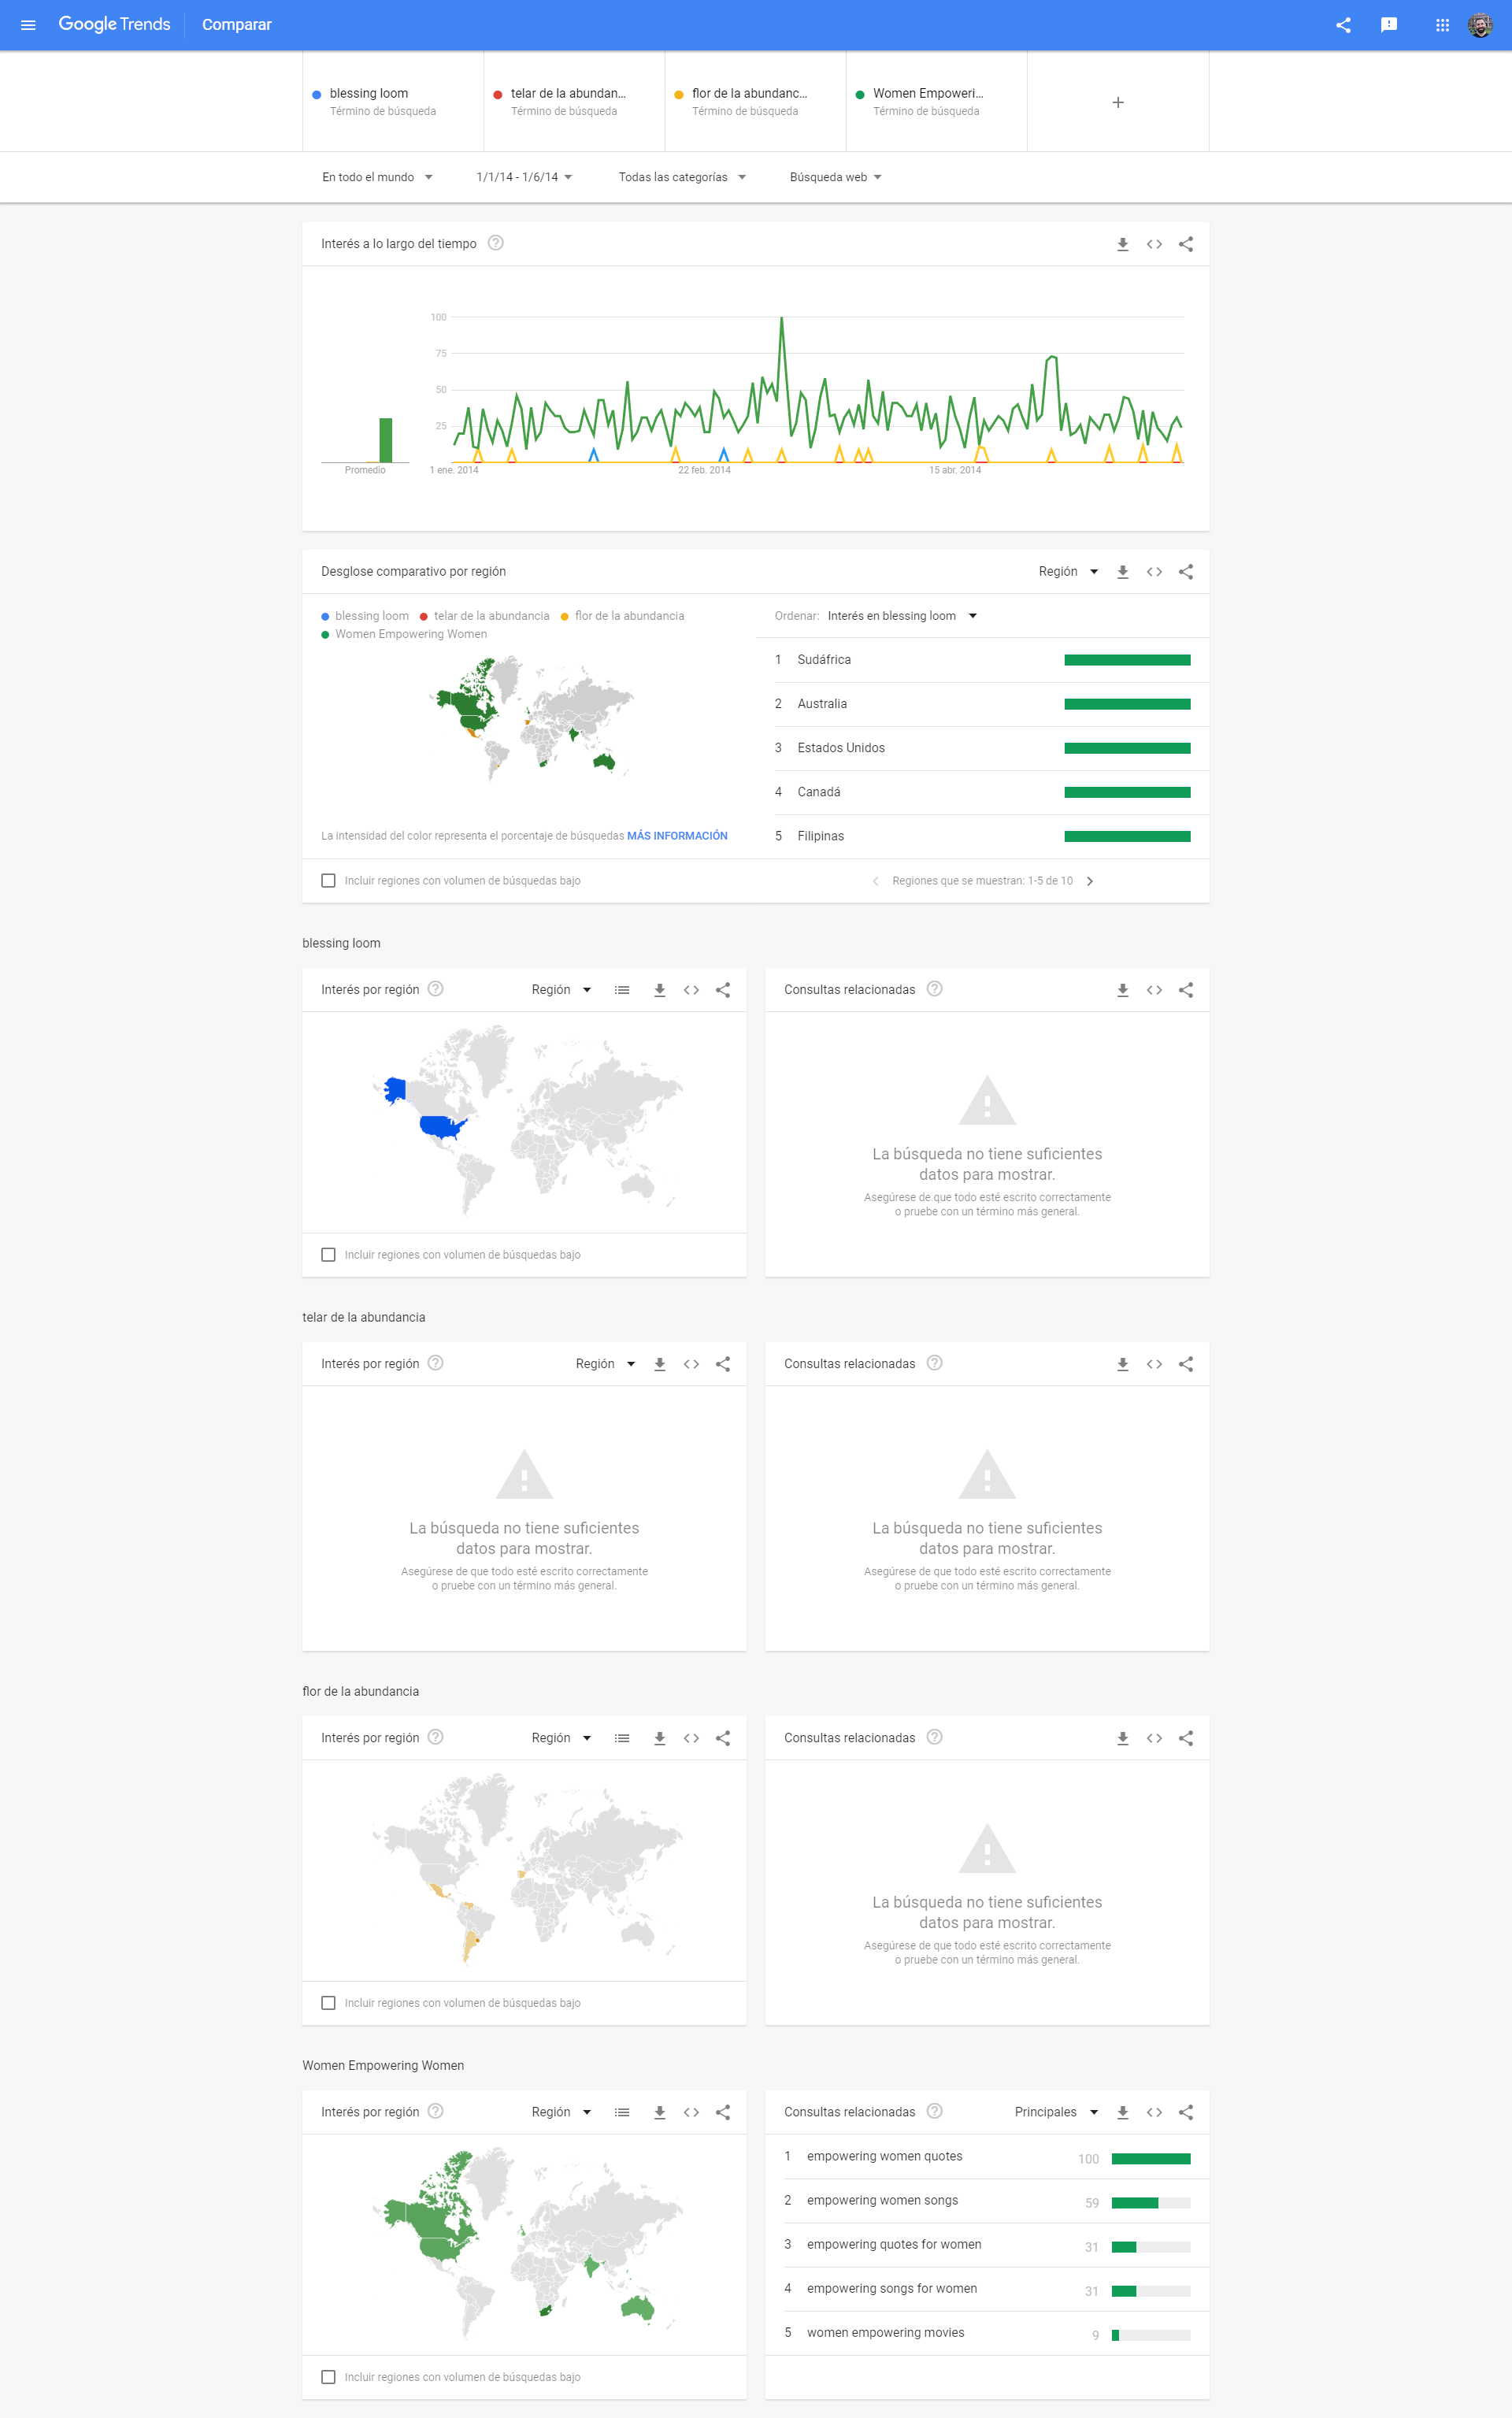 Google Trends
Comparar
blessing loom
Término de búsqueda
telar de la abundan...
Término de búsqueda
flor de la abundanc...
Término de búsqueda
Women Empoweri...
Término de búsqueda
+
En todo el mundo
1/1/14 - 1/6/14
Todas las categorías
Búsqueda web
Interés a lo largo del tiempo
100
75
50
25
Promedio
1 ene. 2014
22 feb. 2014
15 abr. 2014
Desglose comparativo por región
Región
blessing loom
telar de la abundancia
flor de la abundancia
Women Empowering Women
Ordenar: Interés en blessing loom
1 Sudáfrica
2 Australia
3 Estados Unidos
4 Canadá
5 Filipinas
La intensidad del color representa el porcentaje de búsquedas MÁS INFORMACIÓN
Incluir regiones con volumen de búsquedas bajo
Regiones que se muestran: 1-5 de 10
blessing loom
Interés por región
Región
Incluir regiones con volumen de búsquedas bajo
Consultas relacionadas
La búsqueda no tiene suficientes
datos para mostrar.
Asegúrese de que todo esté escrito correctamente
o pruebe con un término más general.
telar de la abundancia
Interés por región
Región
La búsqueda no tiene suficientes
datos para mostrar.
Asegúrese de que todo esté escrito correctamente
o pruebe con un término más general.
Consultas relacionadas
La búsqueda no tiene suficientes
datos para mostrar.
Asegúrese de que todo esté escrito correctamente
o pruebe con un término más general.
flor de la abundancia
Interés por región
Región
Incluir regiones con volumen de búsquedas bajo
Consultas relacionadas
La búsqueda no tiene suficientes
datos para mostrar.
Asegúrese de que todo esté escrito correctamente
o pruebe con un término más general.
Women Empowering Women
Interés por región
Región
Incluir regiones con volumen de búsquedas bajo
Consultas relacionadas
Principales
1 empowering women quotes 100
2 empowering women songs 59
3 empowering quotes for women 31
4 empowering songs for women 31
5 women empowering movies 9